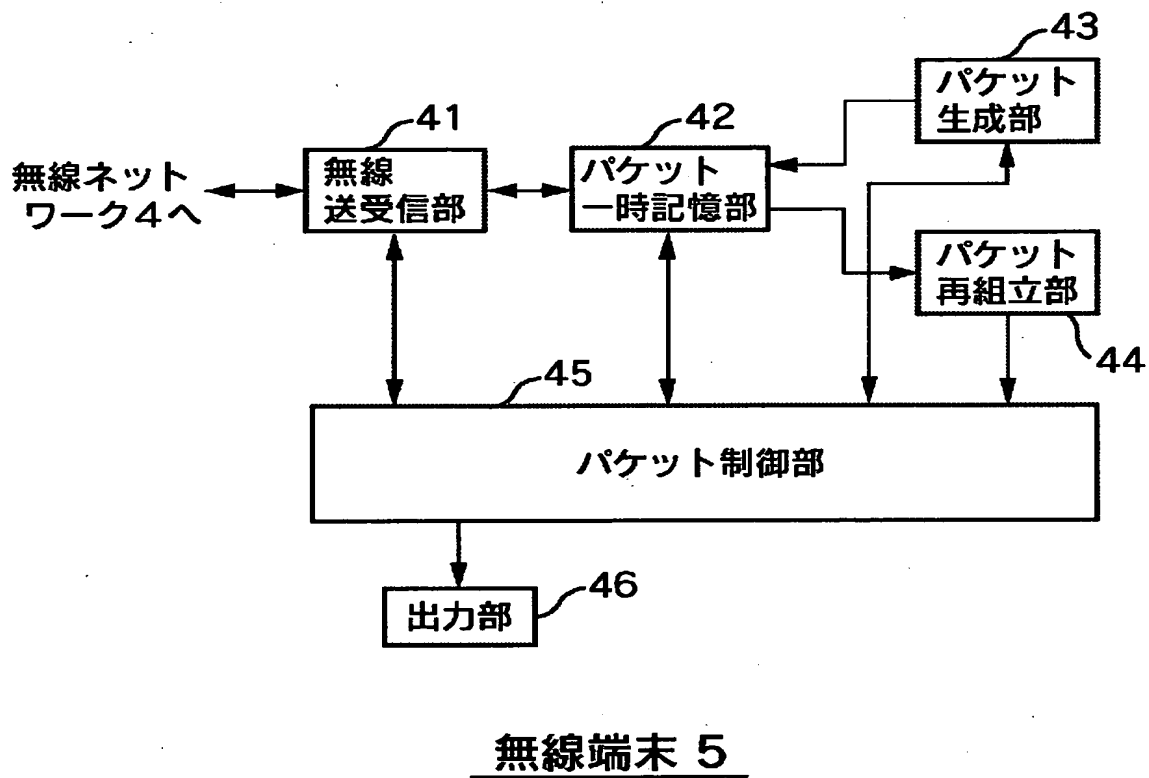 43
パケット
生成部
41
42
無線ネット
ワーク4へ
無線
送受信部
パケット
一時記憶部
パケット
再組立部
44
45
パケット制御部
46
出力部
無線端末 5